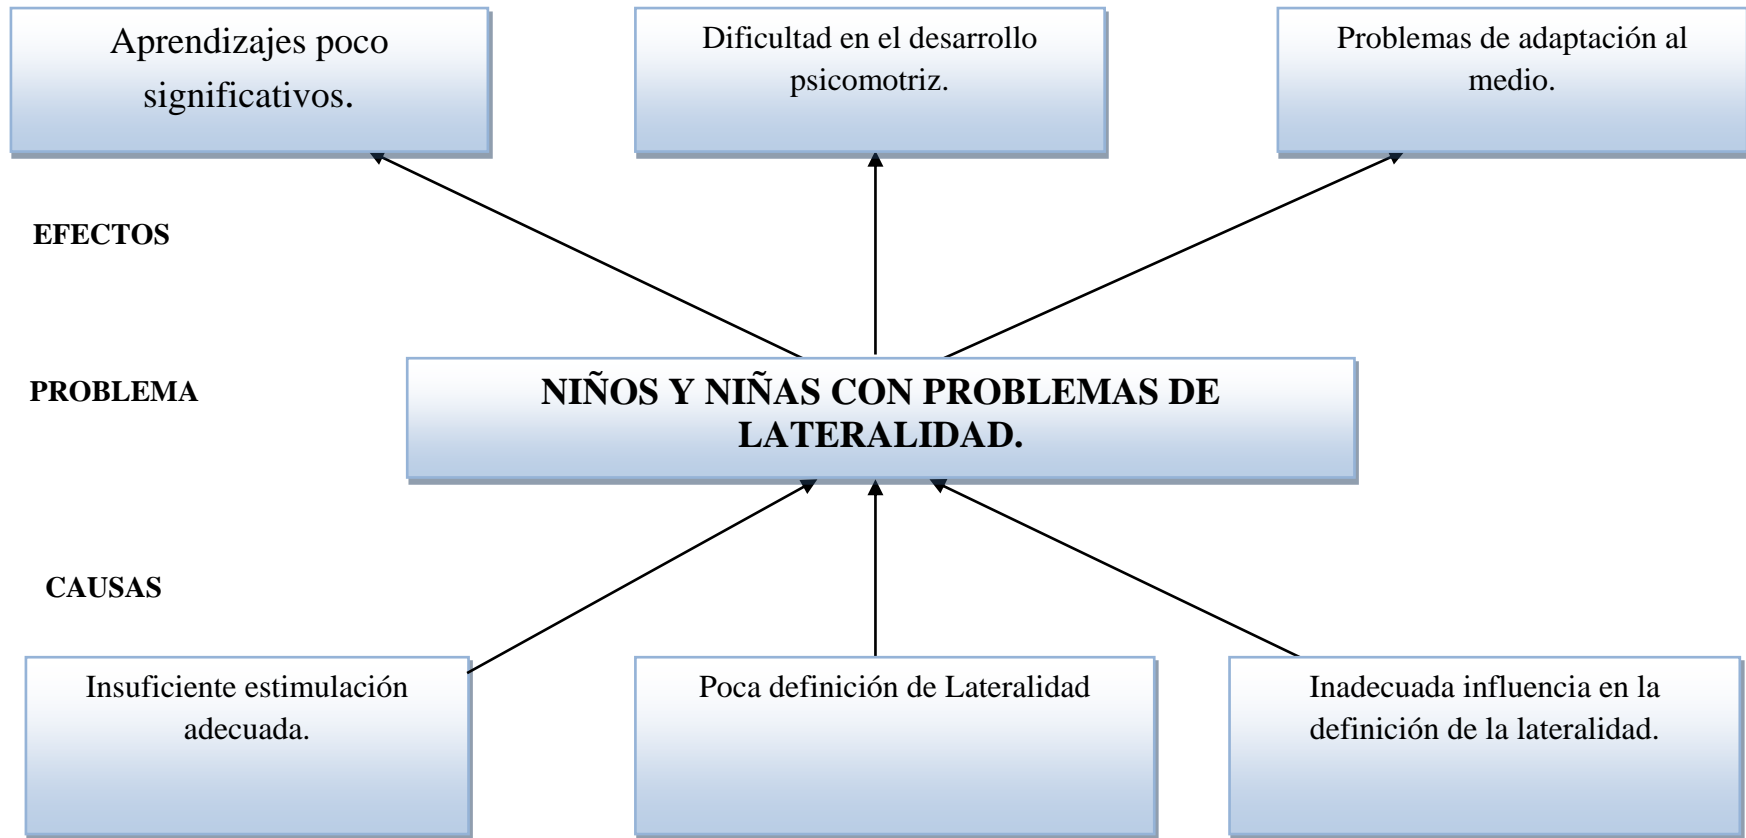 Aprendizajes poco
significativos.
Dificultad en el desarrollo
psicomotriz.
Problemas de adaptación al
medio.
EFECTOS
PROBLEMA
NIÑOS Y NIÑAS CON PROBLEMAS DE
LATERALIDAD.
CAUSAS
Insuficiente estimulación
adecuada.
Poca definición de Lateralidad
Inadecuada influencia en la
definición de la lateralidad.